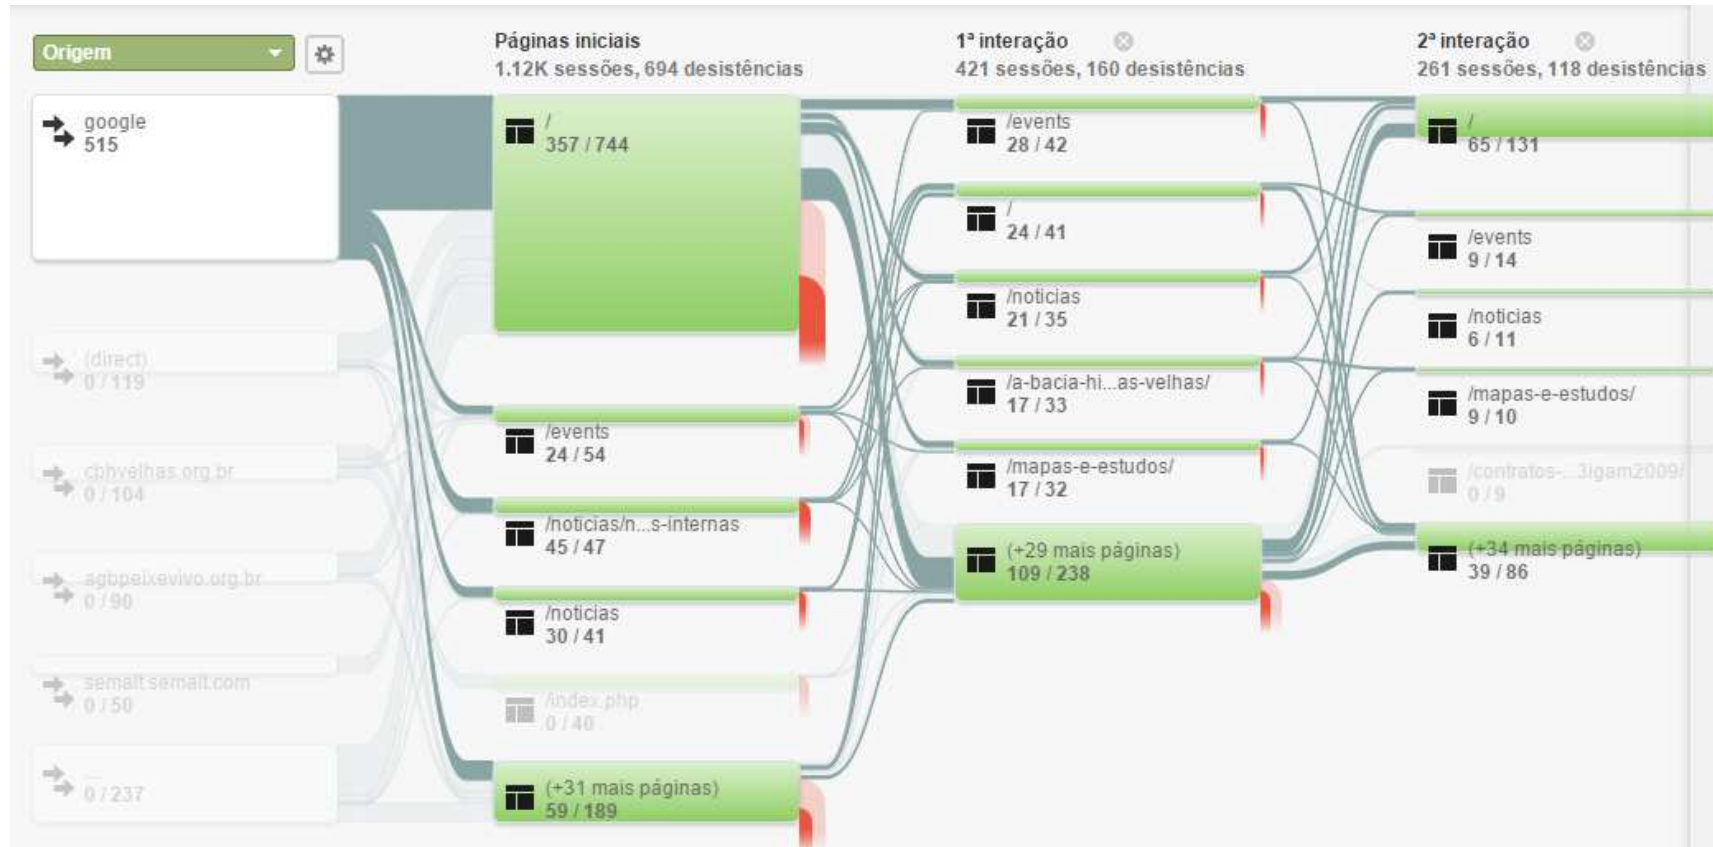 Origem
google
515
(direct)
0 / 119
cbhvelhas.org.br
0 / 104
agbpeixevivo.org.br
0 / 90
semalt.semalt.com
0 / 50
...
0 / 237
Páginas iniciais
1.12K sessões, 694 desistências
/
357 / 744
/events
24 / 54
/noticias/n...s-internas
45 / 47
/noticias
30 / 41
/index.php
0 / 40
(+31 mais páginas)
59 / 189
1ª interação
421 sessões, 160 desistências
/events
28 / 42
/
24 / 41
/noticias
21 / 35
/a-bacia-hi...as-velhas/
17 / 33
/mapas-e-estudos/
17 / 32
(+29 mais páginas)
109 / 238
2ª interação
261 sessões, 118 desistências
/
65 / 131
/events
9 / 14
/noticias
6 / 11
/mapas-e-estudos/
9 / 10
/contratos-...3igam2009/
0 / 9
(+34 mais páginas)
39 / 86